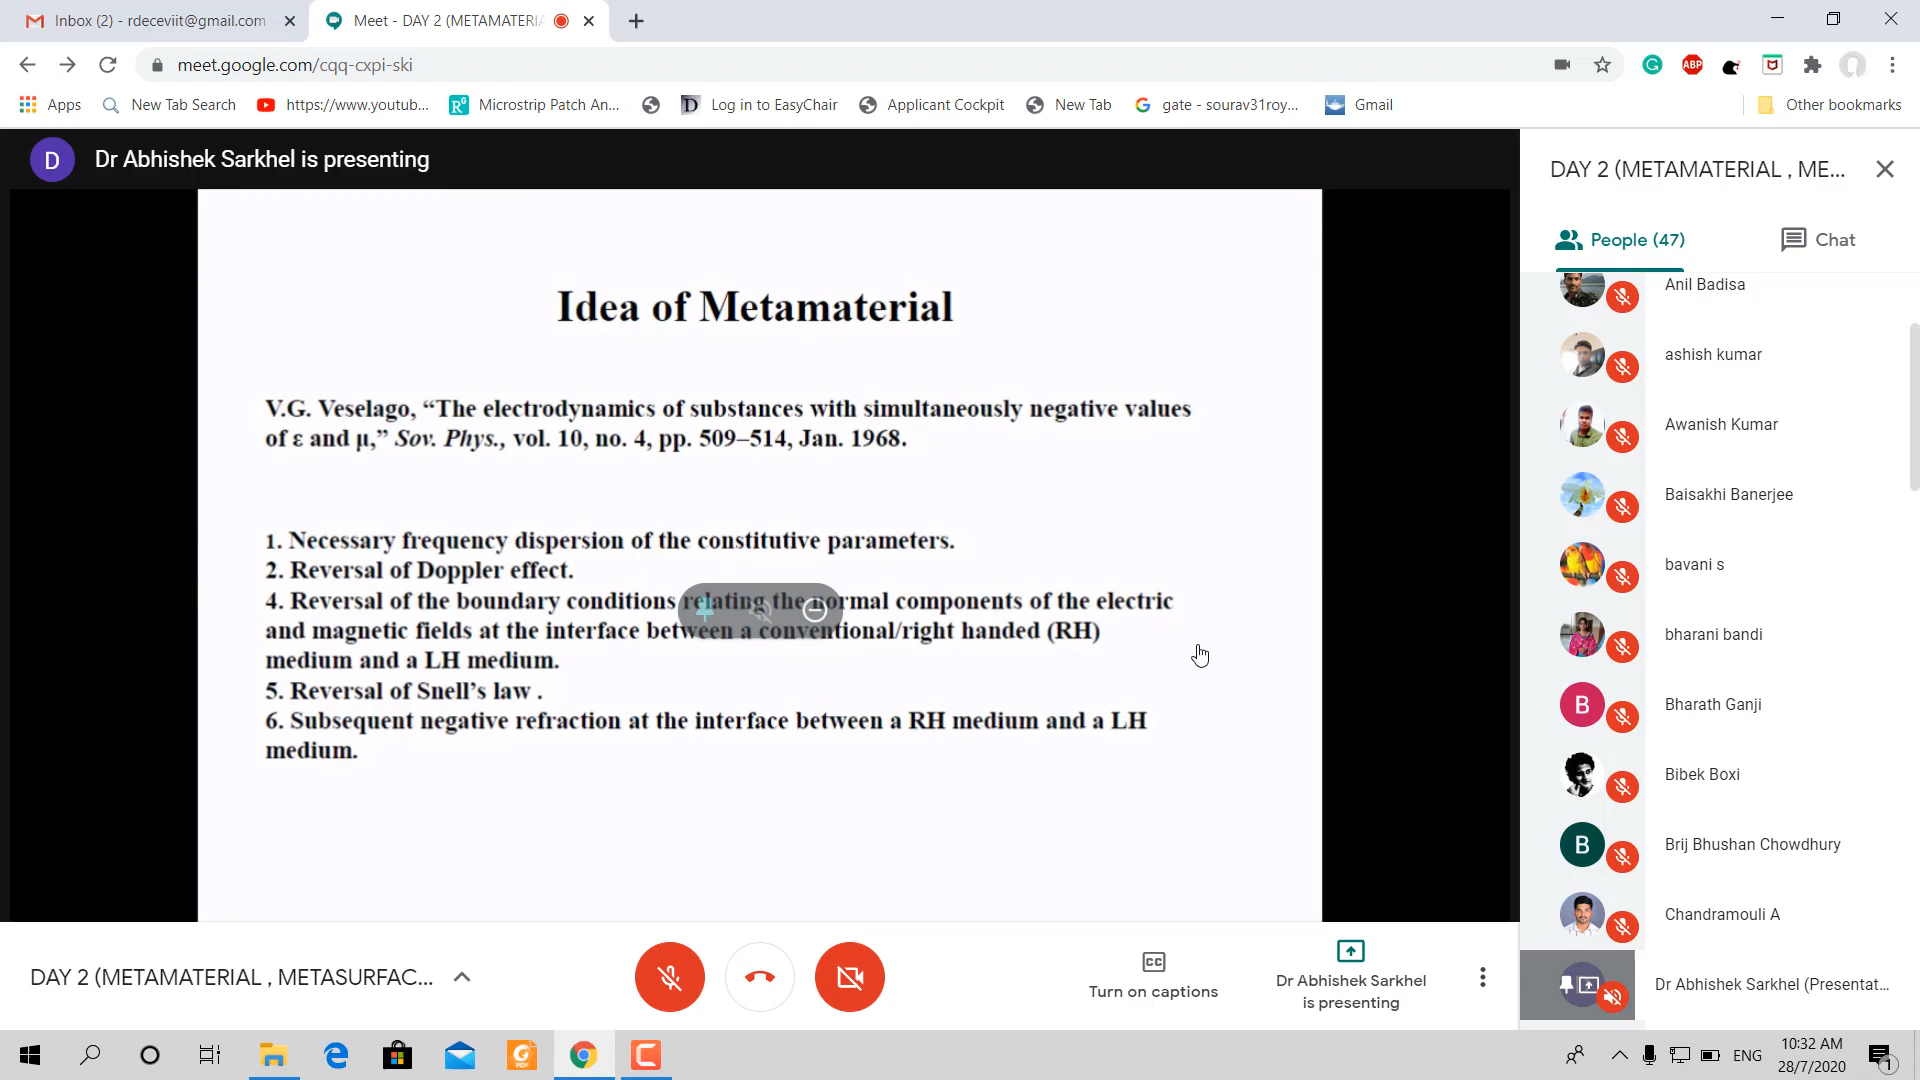 Inbox (2) - rdeceviit@gmail.com
Meet - DAY 2 (METAMATERIA
meet.google.com/cqq-cxpi-ski
ABP
Apps
New Tab Search
https://www.youtub...
Microstrip Patch An...
Log in to EasyChair
Applicant Cockpit
New Tab
gate - sourav31roy...
Gmail
Other bookmarks
D
Dr Abhishek Sarkhel is presenting
Idea of Metamaterial
V.G. Veselago, “The electrodynamics of substances with simultaneously negative values
of ε and μ,” Sov. Phys., vol. 10, no. 4, pp. 509–514, Jan. 1968.
1. Necessary frequency dispersion of the constitutive parameters.
2. Reversal of Doppler effect.
4. Reversal of the boundary conditions relating the normal components of the electric
and magnetic fields at the interface between a conventional/right handed (RH)
medium and a LH medium.
5. Reversal of Snell’s law .
6. Subsequent negative refraction at the interface between a RH medium and a LH
medium.
DAY 2 (METAMATERIAL , ME...
People (47)
Chat
Anil Badisa
ashish kumar
Awanish Kumar
Baisakhi Banerjee
bavani s
bharani bandi
B
Bharath Ganji
Bibek Boxi
B
Brij Bhushan Chowdhury
Chandramouli A
Dr Abhishek Sarkhel (Presentat...
DAY 2 (METAMATERIAL , METASURFAC...
CC
Turn on captions
Dr Abhishek Sarkhel
is presenting
ENG
10:32 AM
28/7/2020
1